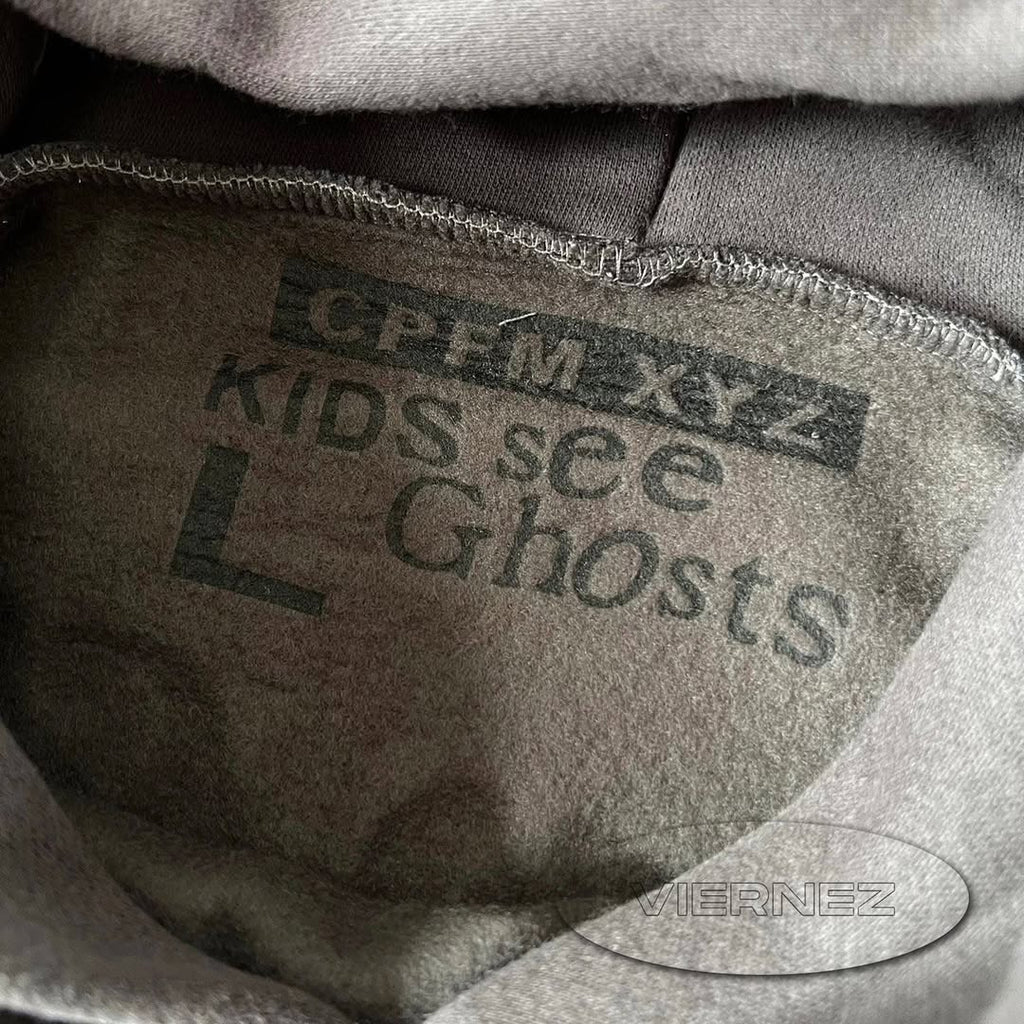 CPFM XYZ
KIDS see
L Ghosts
VIERNEZ